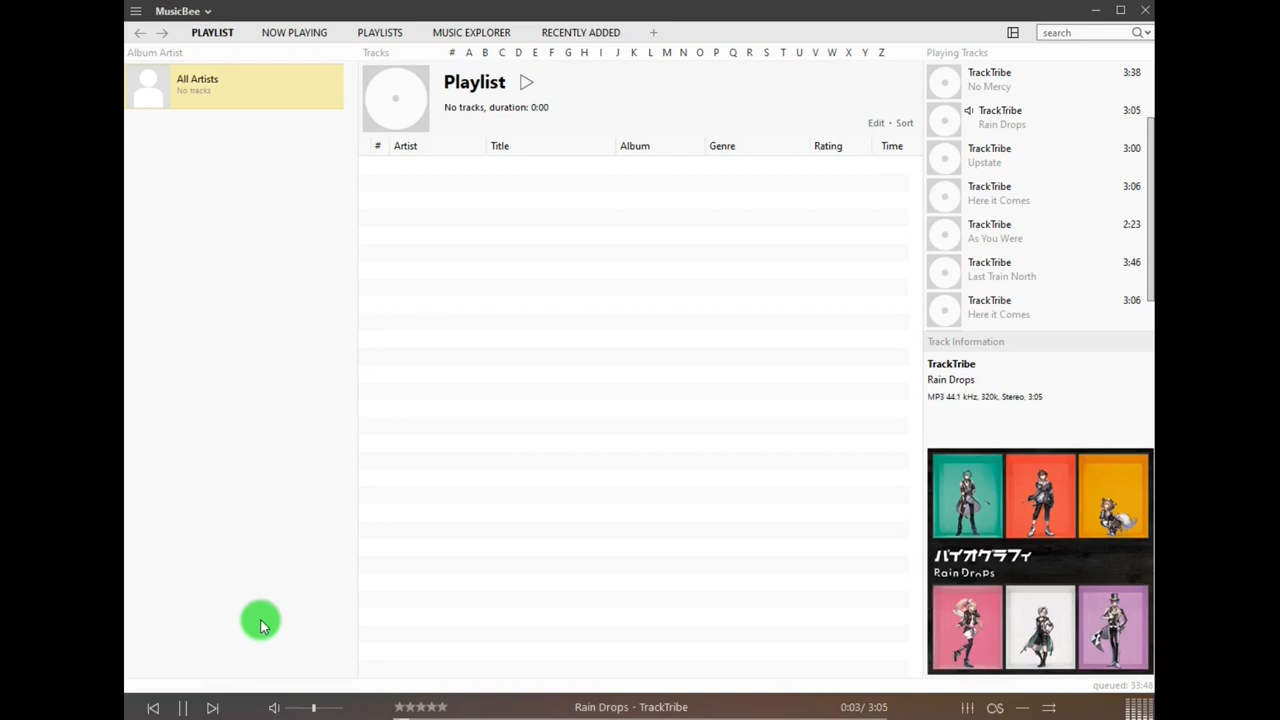 MusicBee
PLAYLIST NOW PLAYING PLAYLISTS MUSIC EXPLORER RECENTLY ADDED + search
Album Artist
All Artists
No tracks
Tracks # A B C D E F G H I J K L M N O P Q R S T U V W X Y Z
Playlist
No tracks, duration: 0:00
Edit • Sort
# Artist Title Album Genre Rating Time
Playing Tracks
TrackTribe 3:38
No Mercy
TrackTribe 3:05
Rain Drops
TrackTribe 3:00
Upstate
TrackTribe 3:06
Here it Comes
TrackTribe 2:23
As You Were
TrackTribe 3:46
Last Train North
TrackTribe 3:06
Here it Comes
Track Information
TrackTribe
Rain Drops
MP3 44.1 kHz, 320k, Stereo, 3:05
バイオグラフィ
Rain Drops
queued: 33:48
Rain Drops - TrackTribe 0:03/ 3:05